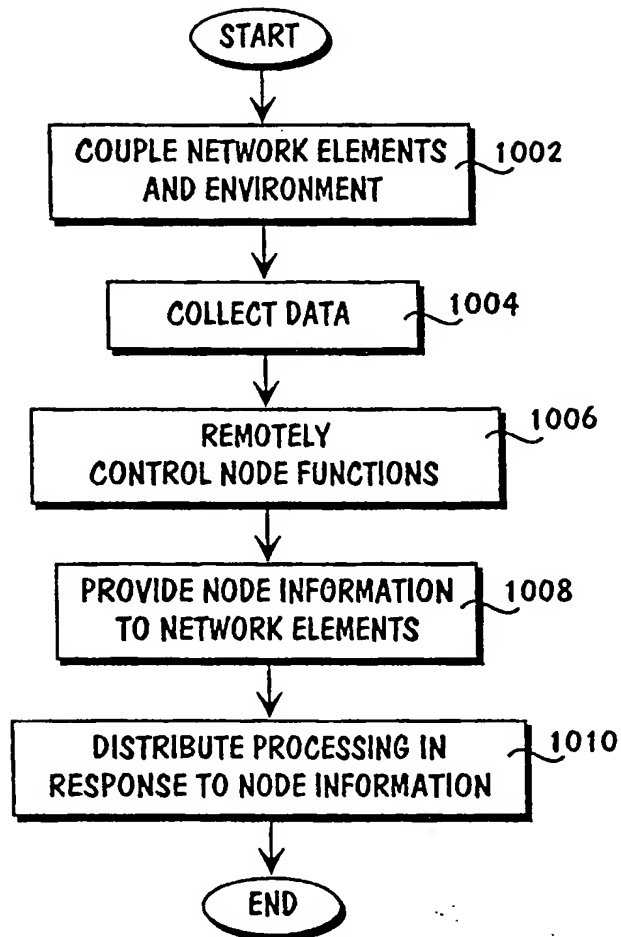 START
COUPLE NETWORK ELEMENTS
AND ENVIRONMENT
1002
COLLECT DATA
1004
REMOTELY
CONTROL NODE FUNCTIONS
1006
PROVIDE NODE INFORMATION
TO NETWORK ELEMENTS
1008
DISTRIBUTE PROCESSING IN
RESPONSE TO NODE INFORMATION
1010
END